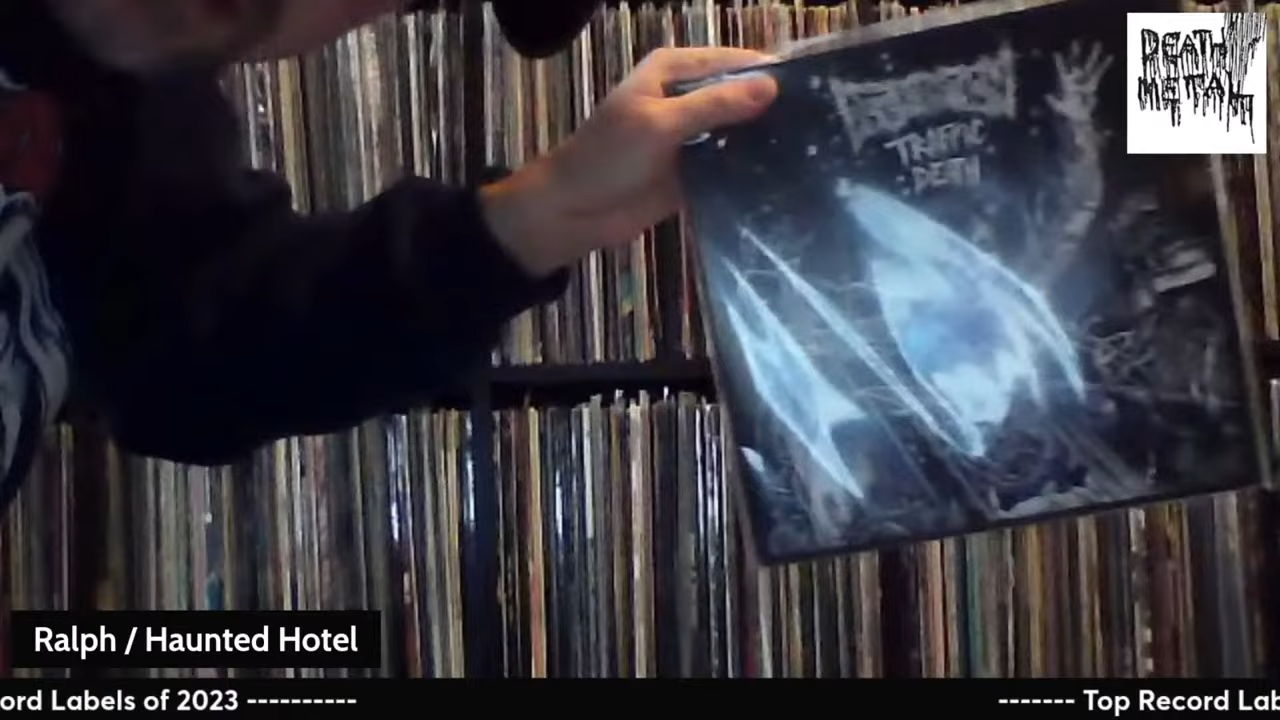 DEATH
METAL
TRAFFIC
DEATH
Ralph / Haunted Hotel
ord Labels of 2023 ----------
------- Top Record Lab